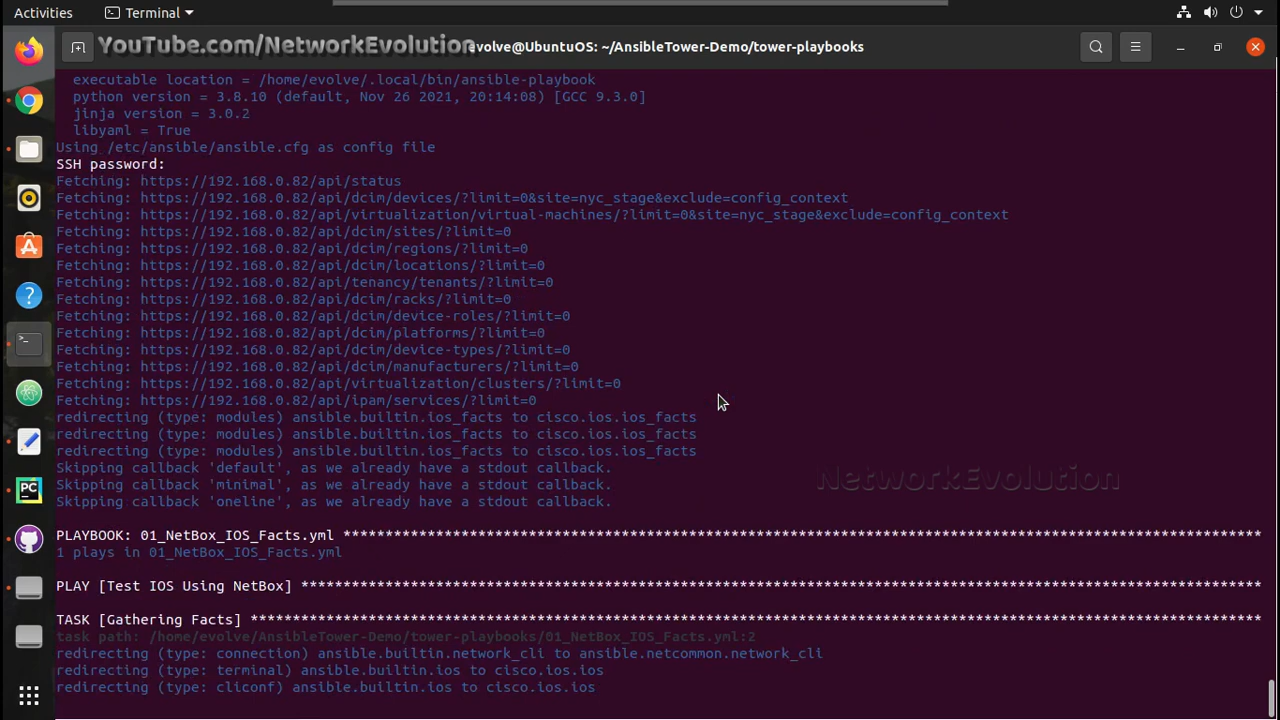 Activities
Terminal
YouTube.com/NetworkEvolution
evolve@UbuntuOS: ~/AnsibleTower-Demo/tower-playbooks
executable location = /home/evolve/.local/bin/ansible-playbook
python version = 3.8.10 (default, Nov 26 2021, 20:14:08) [GCC 9.3.0]
jinja version = 3.0.2
libyaml = True
Using /etc/ansible/ansible.cfg as config file
SSH password:
Fetching: https://192.168.0.82/api/status
Fetching: https://192.168.0.82/api/dcim/devices/?limit=0&site=nyc_stage&exclude=config_context
Fetching: https://192.168.0.82/api/virtualization/virtual-machines/?limit=0&site=nyc_stage&exclude=config_context
Fetching: https://192.168.0.82/api/dcim/sites/?limit=0
Fetching: https://192.168.0.82/api/dcim/regions/?limit=0
Fetching: https://192.168.0.82/api/dcim/locations/?limit=0
Fetching: https://192.168.0.82/api/tenancy/tenants/?limit=0
Fetching: https://192.168.0.82/api/dcim/racks/?limit=0
Fetching: https://192.168.0.82/api/dcim/device-roles/?limit=0
Fetching: https://192.168.0.82/api/dcim/platforms/?limit=0
Fetching: https://192.168.0.82/api/dcim/device-types/?limit=0
Fetching: https://192.168.0.82/api/dcim/manufacturers/?limit=0
Fetching: https://192.168.0.82/api/virtualization/clusters/?limit=0
Fetching: https://192.168.0.82/api/ipam/services/?limit=0
redirecting (type: modules) ansible.builtin.ios_facts to cisco.ios.ios_facts
redirecting (type: modules) ansible.builtin.ios_facts to cisco.ios.ios_facts
redirecting (type: modules) ansible.builtin.ios_facts to cisco.ios.ios_facts
Skipping callback 'default', as we already have a stdout callback.
Skipping callback 'minimal', as we already have a stdout callback.
NetworkEvolution
Skipping callback 'oneline', as we already have a stdout callback.
PLAYBOOK: 01_NetBox_IOS_Facts.yml *************************************************************************************************************
1 plays in 01_NetBox_IOS_Facts.yml
PLAY [Test IOS Using NetBox] ******************************************************************************************************************
TASK [Gathering Facts] ************************************************************************************************************************
task path: /home/evolve/AnsibleTower-Demo/tower-playbooks/01_NetBox_IOS_Facts.yml:2
redirecting (type: connection) ansible.builtin.network_cli to ansible.netcommon.network_cli
redirecting (type: terminal) ansible.builtin.ios to cisco.ios.ios
redirecting (type: cliconf) ansible.builtin.ios to cisco.ios.ios